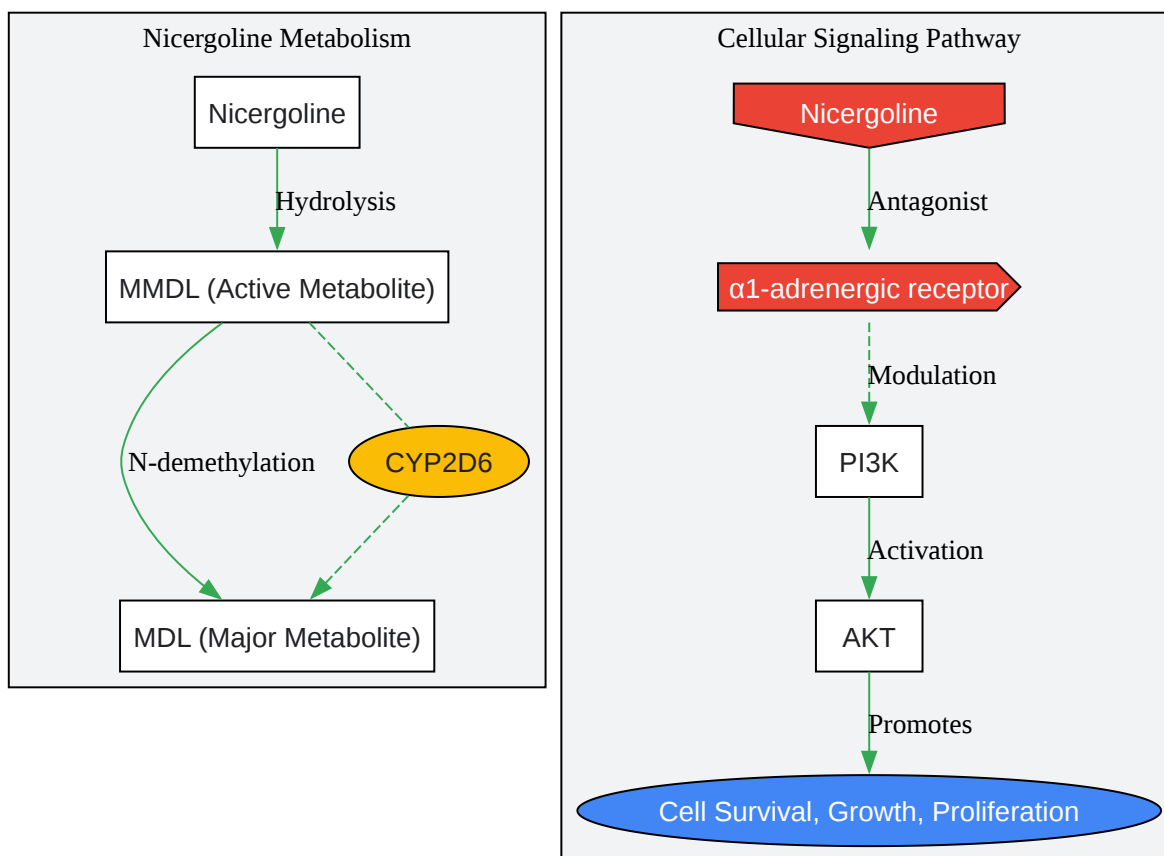 Nicergoline Metabolism
Nicergoline
Hydrolysis
MMDL (Active Metabolite)
N-demethylation
CYP2D6
MDL (Major Metabolite)
Cellular Signaling Pathway
Nicergoline
Antagonist
α1-adrenergic receptor
Modulation
PI3K
Activation
AKT
Promotes
Cell Survival, Growth, Proliferation